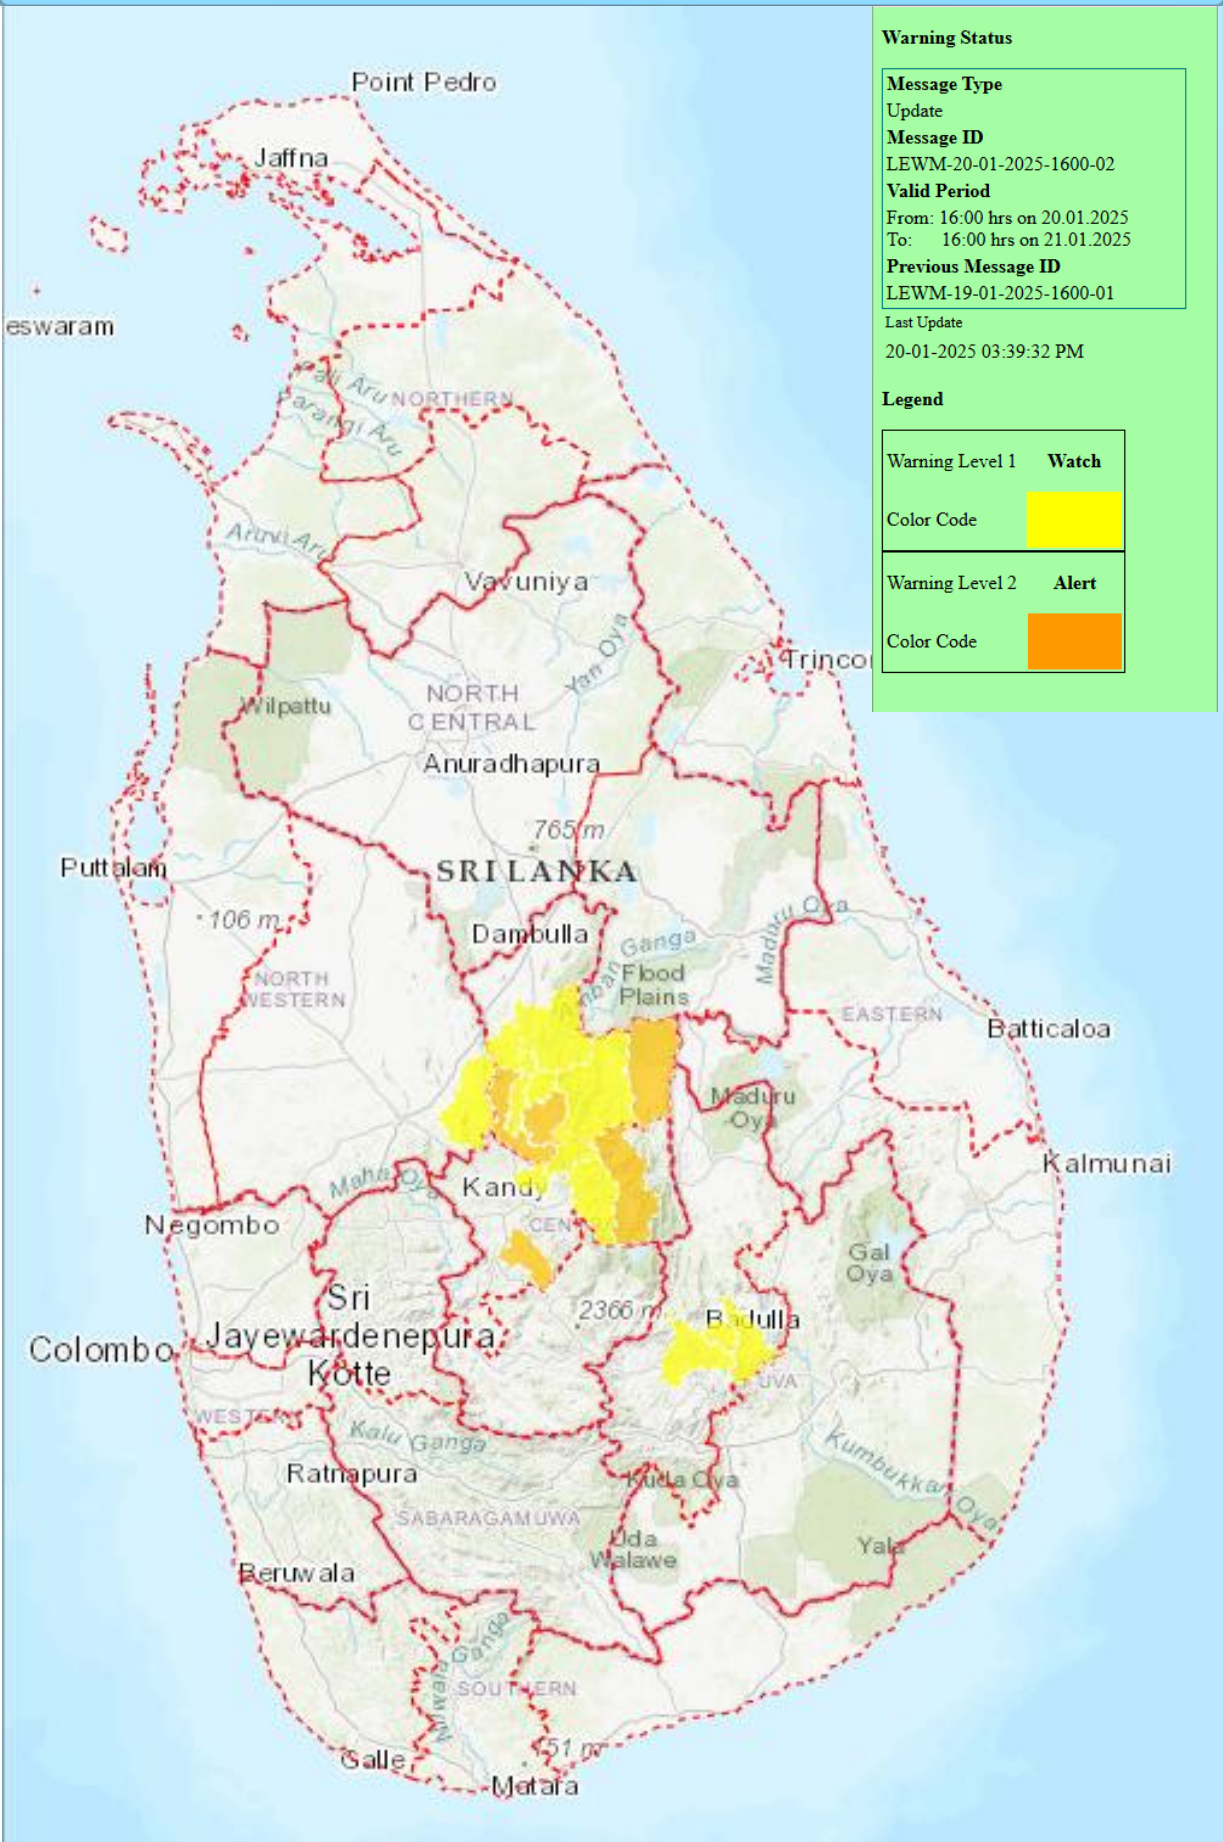 Warning Status
Message Type
Update
Message ID
LEWM-20-01-2025-1600-02
Valid Period
From: 16:00 hrs on 20.01.2025
To: 16:00 hrs on 21.01.2025
Previous Message ID
LEWM-19-01-2025-1600-01
Last Update
20-01-2025 03:39:32 PM
Legend
Warning Level 1 Watch
Color Code
Warning Level 2 Alert
Color Code
Point Pedro
Jaffna
eswaram
Pali Aru
NORTHERN
Parangi Aru
Aruvi Aru
Vavuniya
Yan Oya
Trinco
Wilpattu
NORTH
CENTRAL
Anuradhapura
765 m
SRI LANKA
Puttalam
106 m
Dambulla
Maduru Oya
Ganga
Flood
Plains
NORTH
WESTERN
EASTERN
Batticaloa
Maduru
Oya
Kalmunai
Maha Oya
Kandy
Negombo
Gal
Oya
Sri
Jayewardenepura
Kotte
2366 m
Badulla
Colombo
UVA
WESTERN
Kalu Ganga
Kumbukkan Oya
Ratnapura
Kuda Oya
SABARAGAMUWA
Uda
Walawe
Yala
Beruwala
Ganga
SOUTHERN
51 m
Galle
Matara